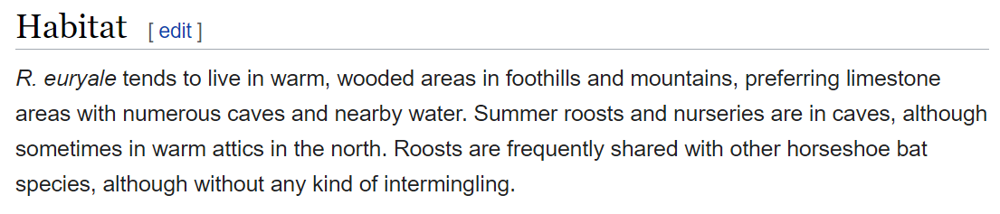 Habitat [ edit ]
R. euryale tends to live in warm, wooded areas in foothills and mountains, preferring limestone
areas with numerous caves and nearby water. Summer roosts and nurseries are in caves, although
sometimes in warm attics in the north. Roosts are frequently shared with other horseshoe bat
species, although without any kind of intermingling.